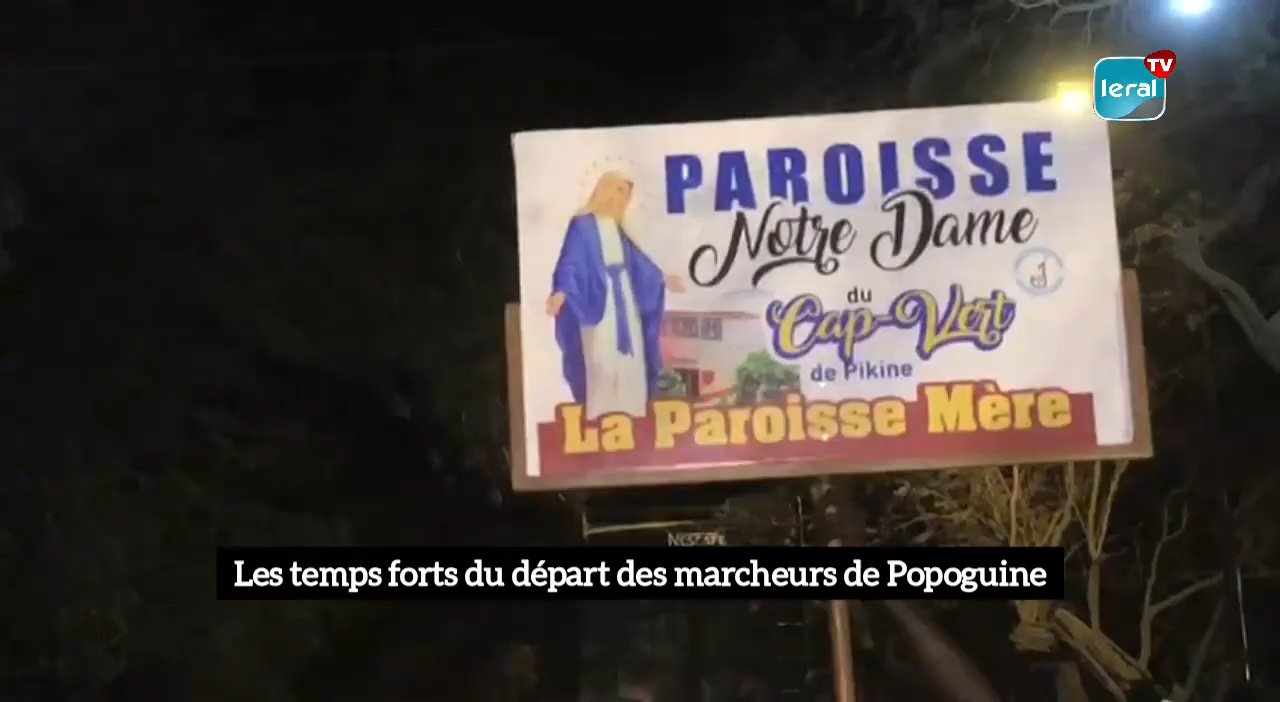 TV
leral
PAROISSE
Notre Dame
du
Cap-Vert
de Pikine
La Paroisse Mère
NESCAFE
Les temps forts du départ des marcheurs de Popoguine